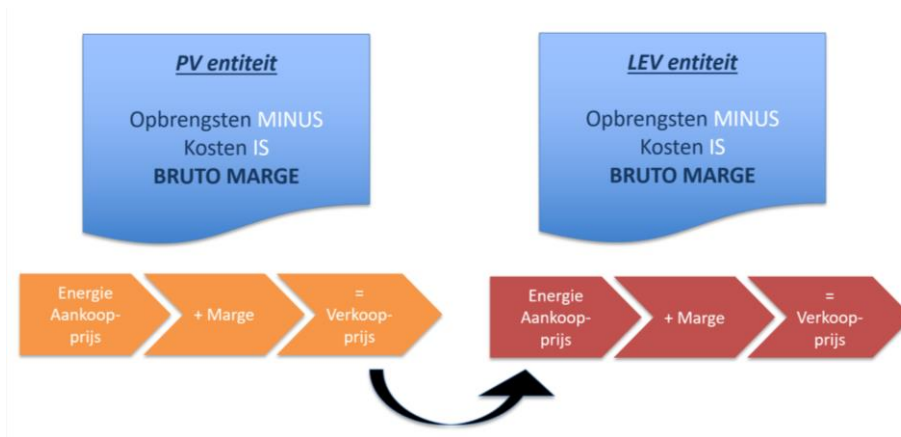 PV entiteit
Opbrengsten MINUS
Kosten IS
BRUTO MARGE
LEV entiteit
Opbrengsten MINUS
Kosten IS
BRUTO MARGE
Energie
Aankoop-
prijs
+ Marge
=
Verkoop-
prijs
Energie
Aankoop-
prijs
+ Marge
=
Verkoop-
prijs